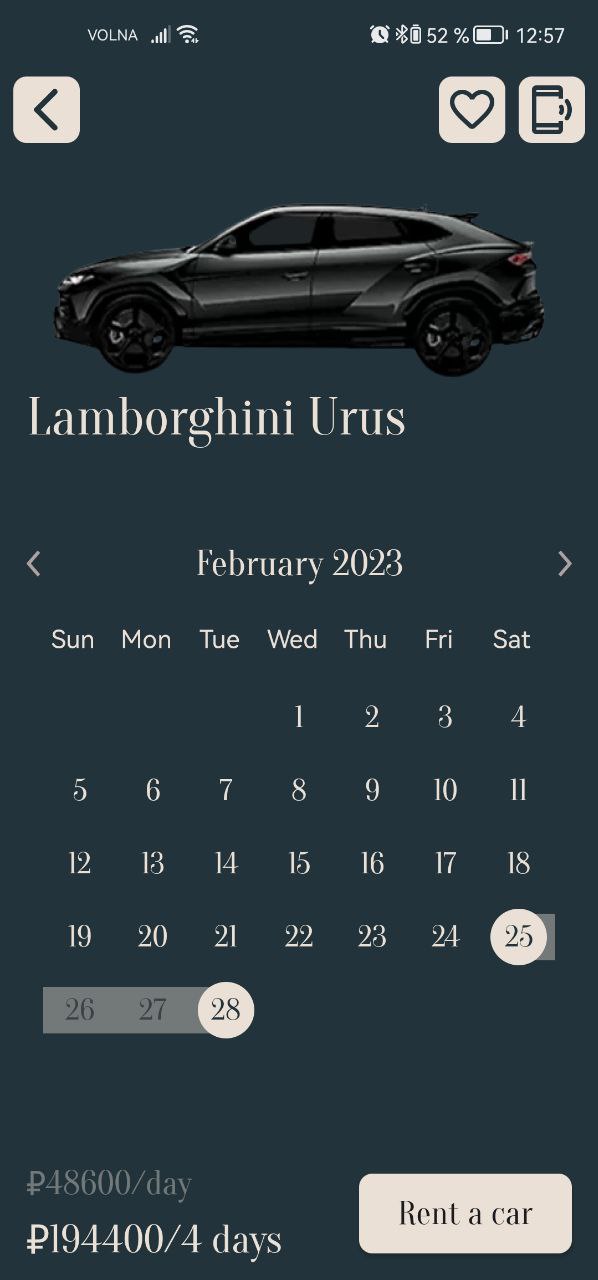 VOLNA 52 % 12:57
Lamborghini Urus
February 2023
Sun Mon Tue Wed Thu Fri Sat
1 2 3 4
5 6 7 8 9 10 11
12 13 14 15 16 17 18
19 20 21 22 23 24 25
26 27 28
₽48600/day
₽194400/4 days
Rent a car